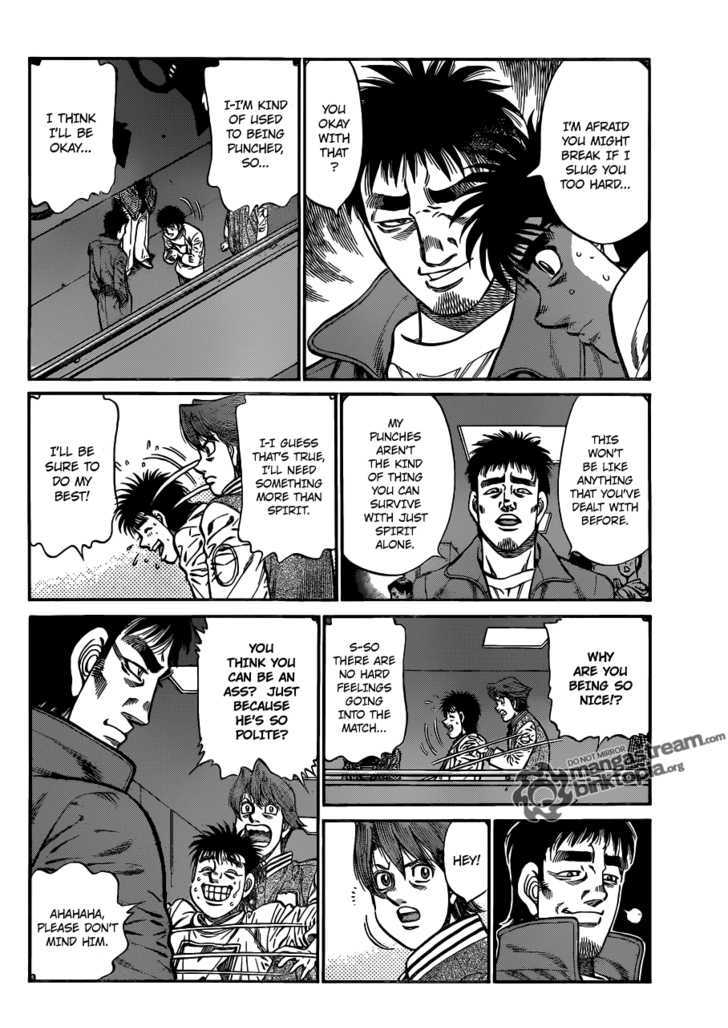 I'M AFRAID
YOU MIGHT
BREAK IF I
SLUG YOU
TOO HARD...
YOU
OKAY
WITH
THAT
?
I-I'M KIND
OF USED
TO BEING
PUNCHED,
SO...
I THINK
I'LL BE
OKAY...
THIS
WON'T
BE LIKE
ANYTHING
THAT YOU'VE
DEALT WITH
BEFORE.
MY
PUNCHES
AREN'T
THE KIND
OF THING
YOU CAN
SURVIVE
WITH JUST
SPIRIT
ALONE.
I-I GUESS
THAT'S TRUE,
I'LL NEED
SOMETHING
MORE THAN
SPIRIT.
I'LL BE
SURE TO
DO MY
BEST!
WHY
ARE YOU
BEING SO
NICE!?
S-SO
THERE ARE
NO HARD
FEELINGS
GOING
INTO THE
MATCH...
DO NOT MIRROR
mangastream.com
binktopia.org
HEY!
YOU
THINK YOU
CAN BE AN
ASS? JUST
BECAUSE
HE'S SO
POLITE?
AHAHAHA,
PLEASE DON'T
MIND HIM.